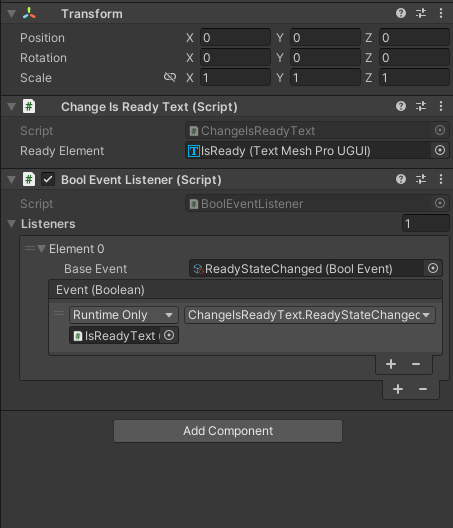 Transform
Position X 0 Y 0 Z 0
Rotation X 0 Y 0 Z 0
Scale X 1 Y 1 Z 1
# Change Is Ready Text (Script)
Script # ChangeIsReadyText
Ready Element T IsReady (Text Mesh Pro UGUI)
# Bool Event Listener (Script)
Script # BoolEventListener
Listeners 1
Element 0
Base Event ReadyStateChanged (Bool Event)
Event (Boolean)
Runtime Only ChangeIsReadyText.ReadyStateChanged
# IsReadyText (
+ −
+ −
Add Component